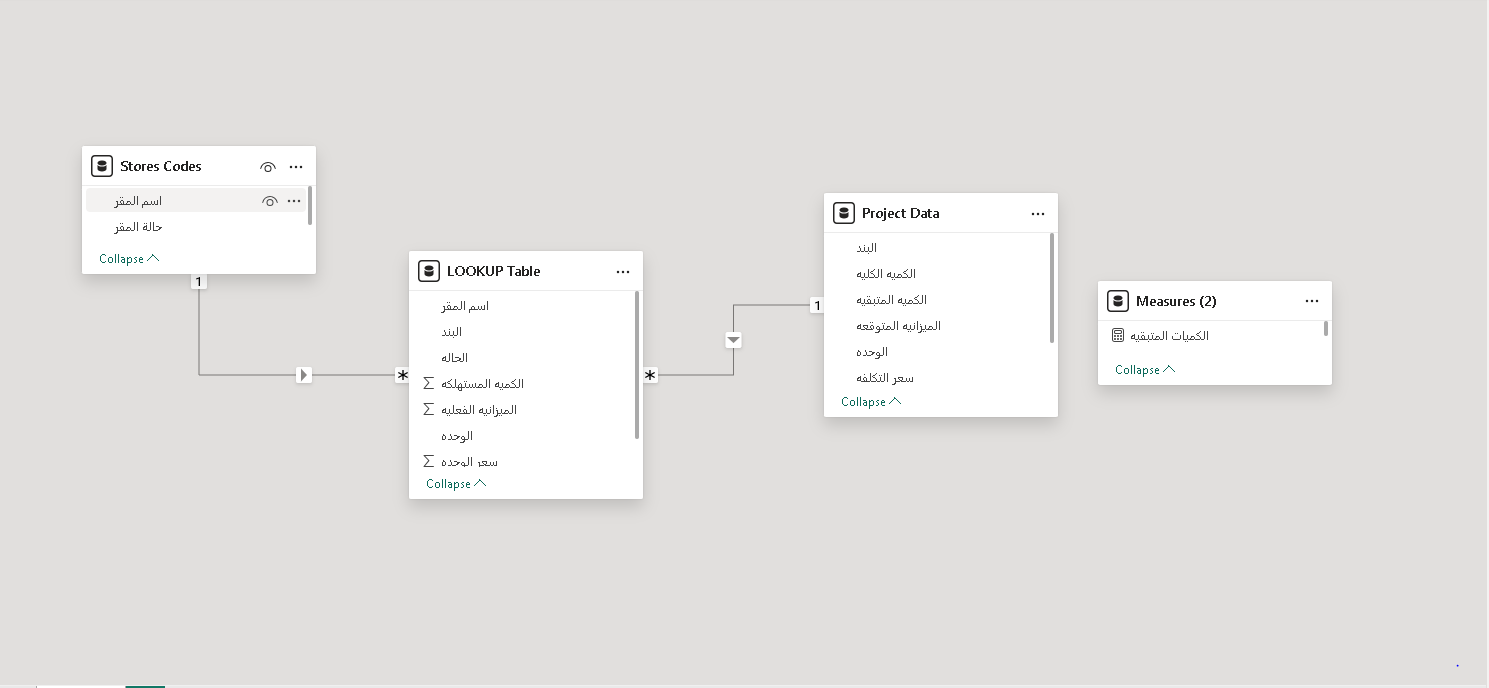 Stores Codes
اسم المقر
حالة المقر
Collapse
1
LOOKUP Table
اسم المقر
البند
الحاله
الكميه المستهلكه
الميزانيه الفعليه
الوحده
سعر الوحده
Collapse
*
*
1
Project Data
البند
الكميه الكليه
الكميه المتبقيه
الميزانيه المتوقعه
الوحده
سعر التكلفه
Collapse
Measures (2)
الكميات المتبقيه
Collapse